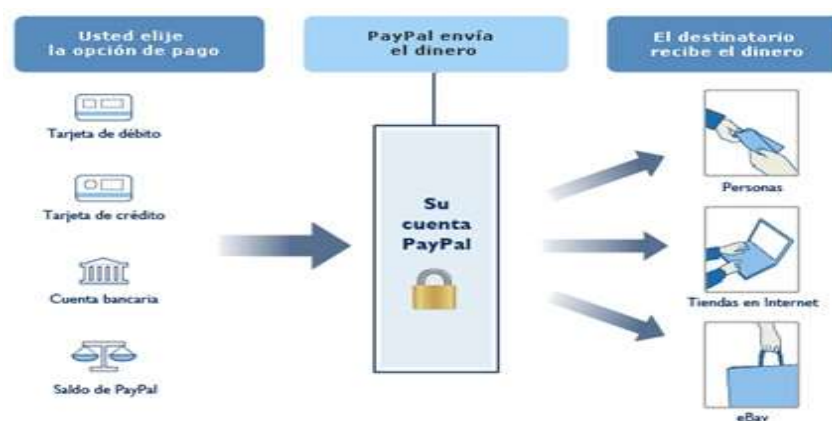 Usted elije
la opción de pago
PayPal envía
el dinero
El destinatario
recibe el dinero
Tarjeta de débito
Tarjeta de crédito
Cuenta bancaria
Saldo de PayPal
Su
cuenta
PayPal
Personas
Tiendas en Internet
eBay